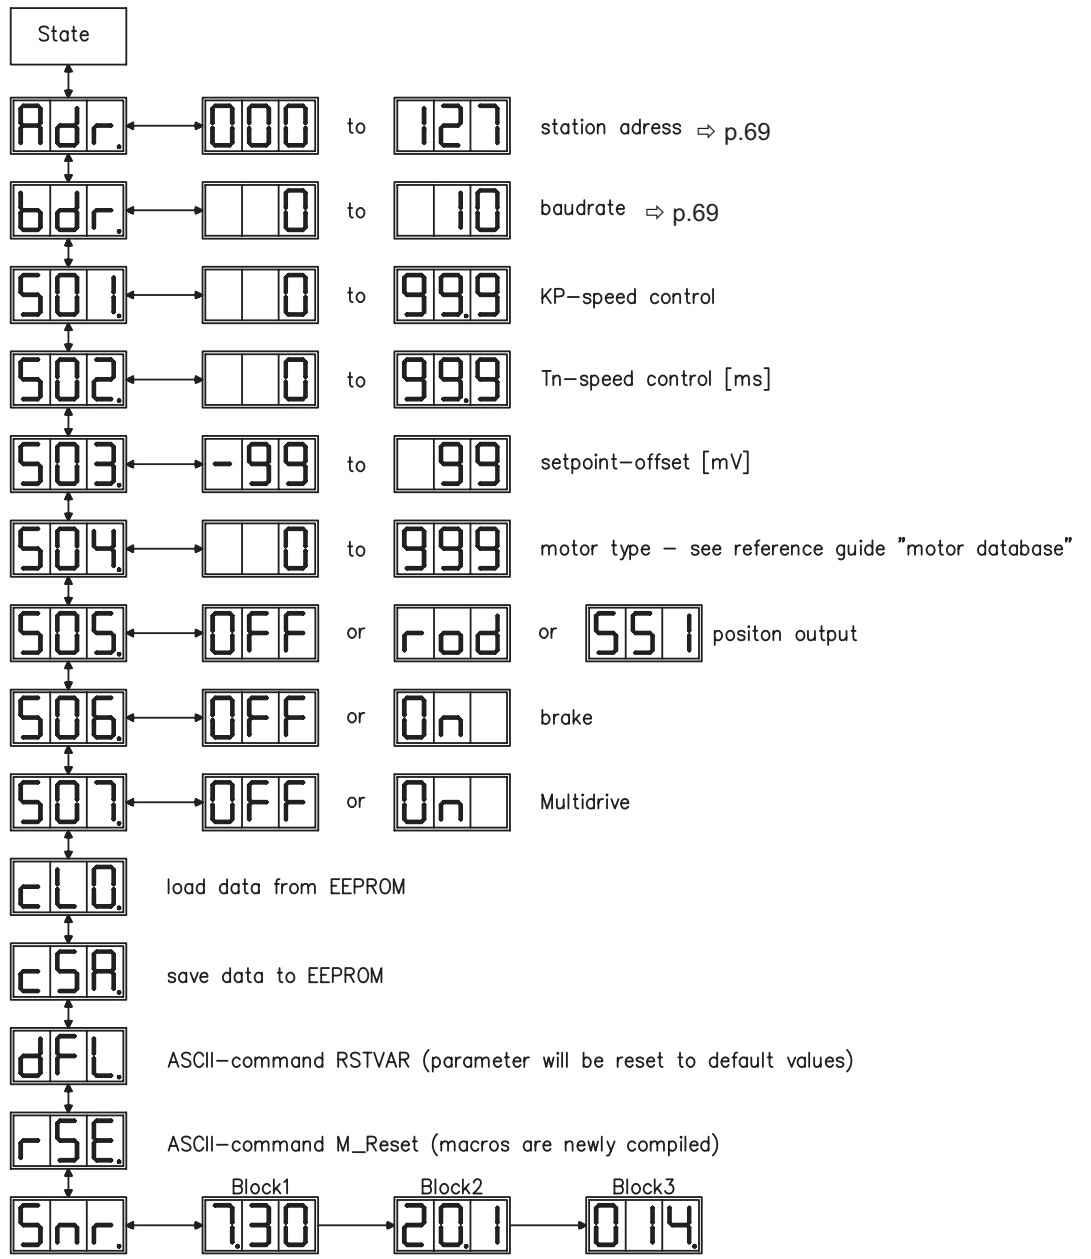 State
Adr. 000 to 127 station adress ⇨ p.69
bdr. 0 to 10 baudrate ⇨ p.69
S01. 0 to 99.9 KP-speed control
S02. 0 to 99.9 Tn-speed control [ms]
S03. -99 to 99 setpoint-offset [mV]
S04. 0 to 999 motor type - see reference guide "motor database"
S05. OFF or rod or SSI positon output
S06. OFF or On brake
S07. OFF or On Multidrive
cLO. load data from EEPROM
cSA. save data to EEPROM
dFL. ASCII-command RSTVAR (parameter will be reset to default values)
rSE. ASCII-command M_Reset (macros are newly compiled)
Block1 Block2 Block3
Snr. 7.30 20.1 014.